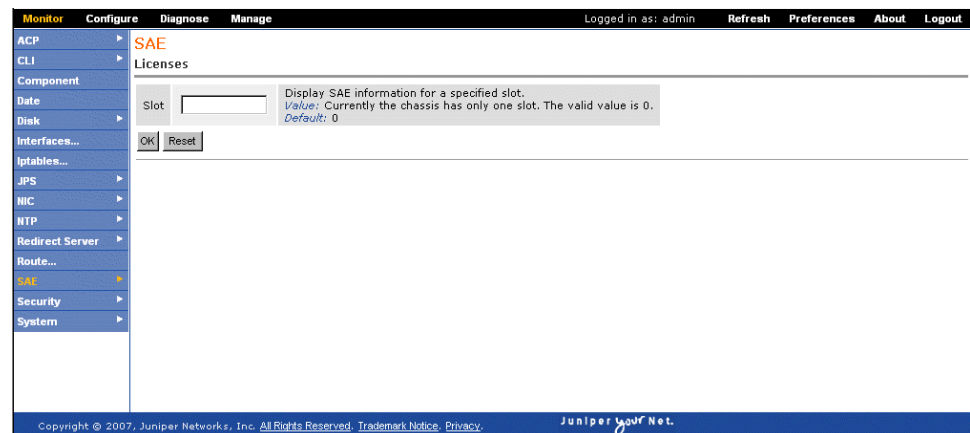 Monitor Configure Diagnose Manage Logged in as: admin Refresh Preferences About Logout
ACP
CLI
Component
Date
Disk
Interfaces...
Iptables...
JPS
NIC
NTP
Redirect Server
Route...
SAE
Security
System
SAE
Licenses
Slot
Display SAE information for a specified slot.
Value: Currently the chassis has only one slot. The valid value is 0.
Default: 0
OK Reset
Copyright © 2007, Juniper Networks, Inc. All Rights Reserved. Trademark Notice. Privacy.
Juniper your Net.